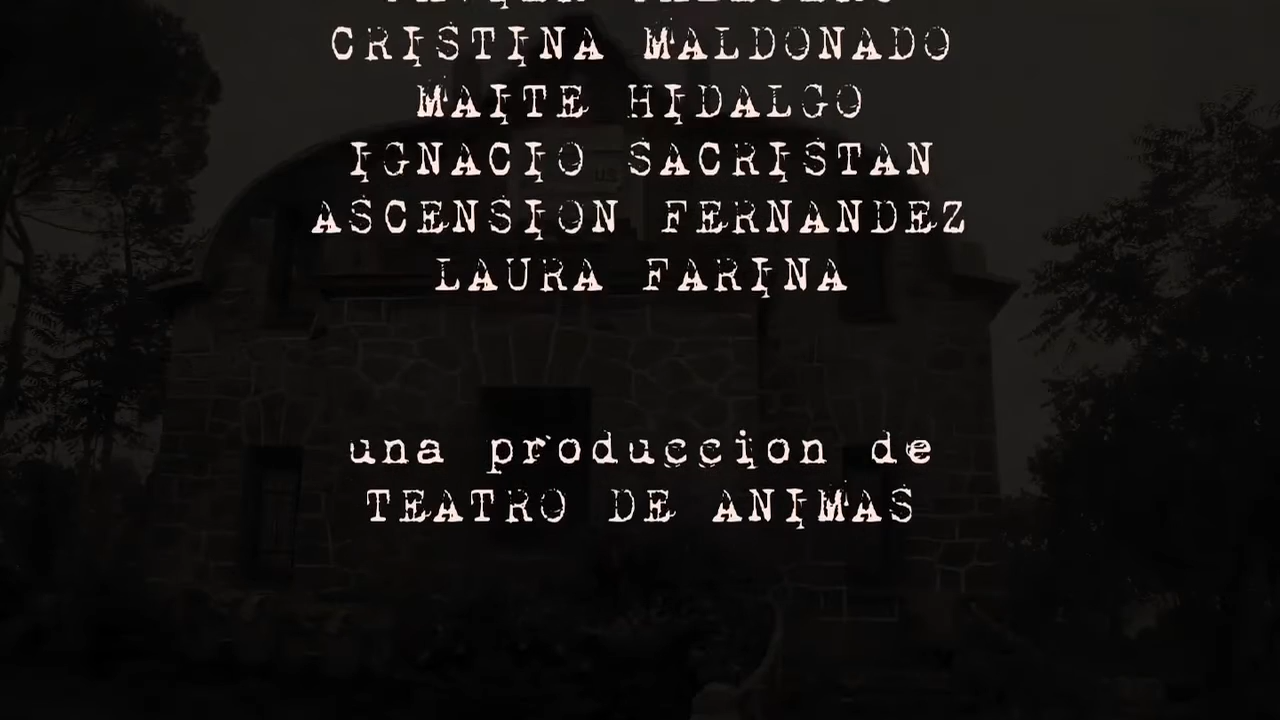 CRISTINA MALDONADO
MAITE HIDALGO
IGNACIO SACRISTAN
ASCENSION FERNANDEZ
LAURA FARINA
una produccion de
TEATRO DE ANIMAS